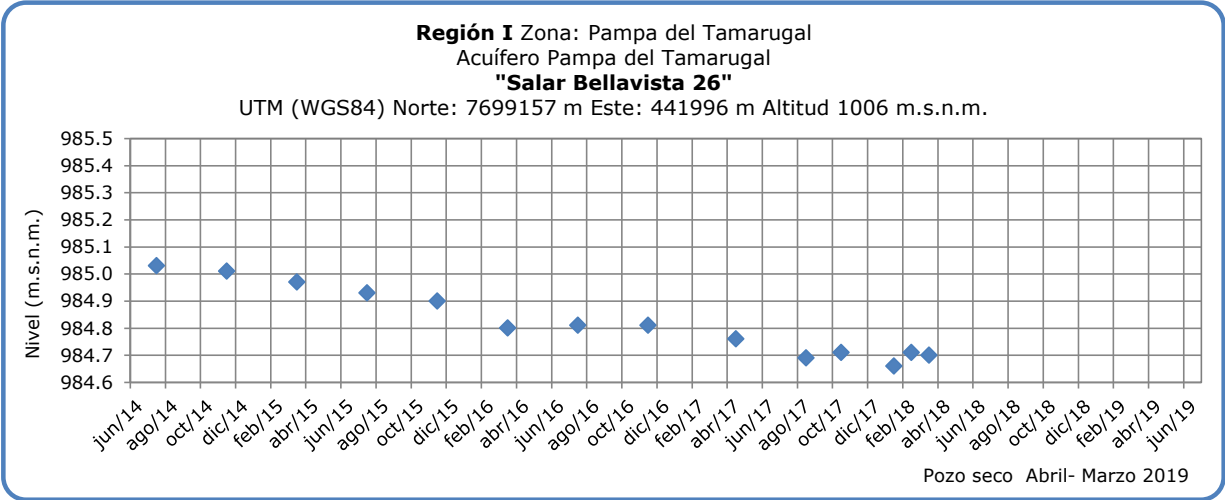 Región I Zona: Pampa del Tamarugal
Acuífero Pampa del Tamarugal
"Salar Bellavista 26"
UTM (WGS84) Norte: 7699157 m Este: 441996 m Altitud 1006 m.s.n.m.
985.5
985.4
985.3
985.2
985.1
985.0
984.9
984.8
984.7
984.6
Nivel (m.s.n.m.)
jun/14
ago/14
oct/14
dic/14
feb/15
abr/15
jun/15
ago/15
oct/15
dic/15
feb/16
abr/16
jun/16
ago/16
oct/16
dic/16
feb/17
abr/17
jun/17
ago/17
oct/17
dic/17
feb/18
abr/18
jun/18
ago/18
oct/18
dic/18
feb/19
abr/19
jun/19
Pozo seco  Abril- Marzo 2019